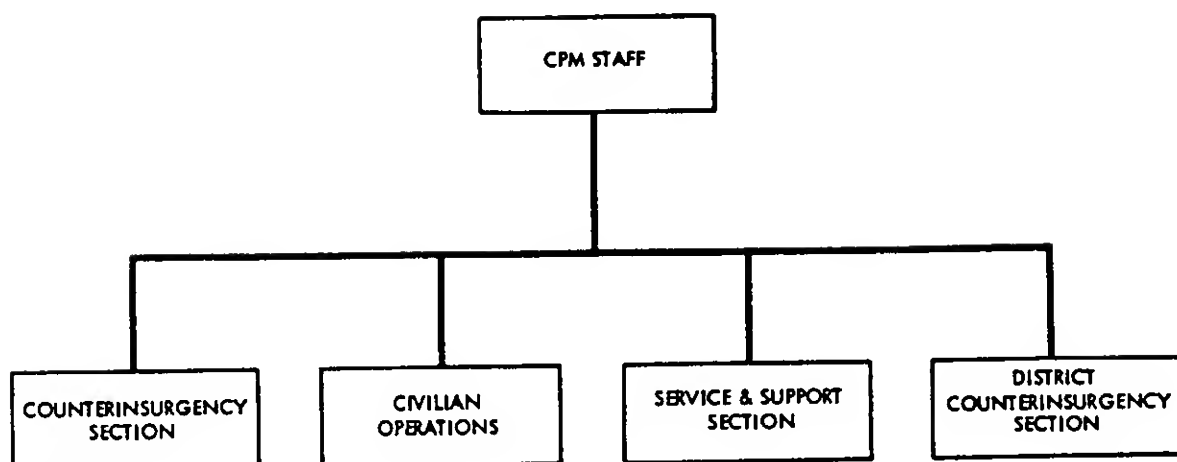 CPM STAFF
COUNTERINSURGENCY
SECTION
CIVILIAN
OPERATIONS
SERVICE & SUPPORT
SECTION
DISTRICT
COUNTERINSURGENCY
SECTION